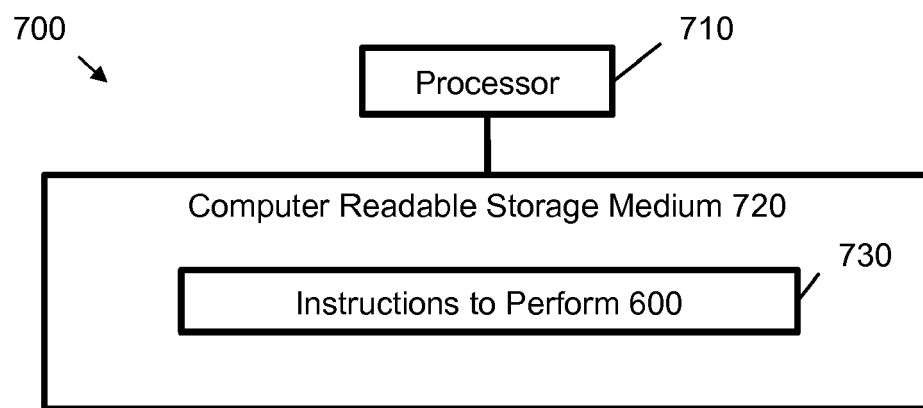 700
710
Processor
Computer Readable Storage Medium 720
730
Instructions to Perform 600